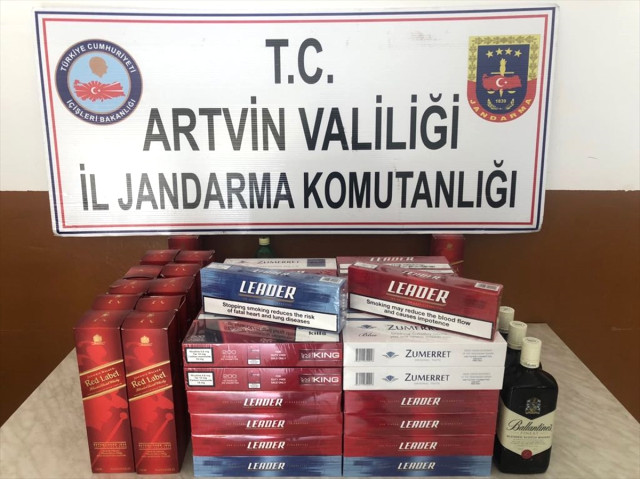 TÜRKİYE CUMHURİYETİ
İÇİŞLERİ BAKANLIĞI
T.C.
ARTVİN VALİLİĞİ
İL JANDARMA KOMUTANLIĞI
1839
JANDARMA
ZUMERRET
LEADER
Stopping smoking reduces the risk
of fatal heart and lung diseases
LEADER
Smoking may reduce the blood flow
and causes impotence
Red Label
Red Label
KING
KING
ZUMERRET
ZUMERRET
LEADER
LEADER
LEADER
LEADER
LEADER
LEADER
LEADER
LEADER
Ballantine's